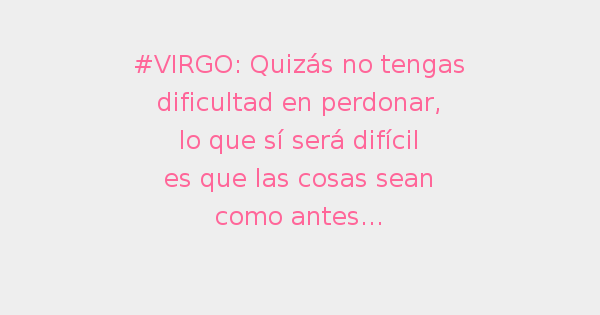 #VIRGO: Quizás no tengas
dificultad en perdonar,
lo que sí será difícil
es que las cosas sean
como antes...